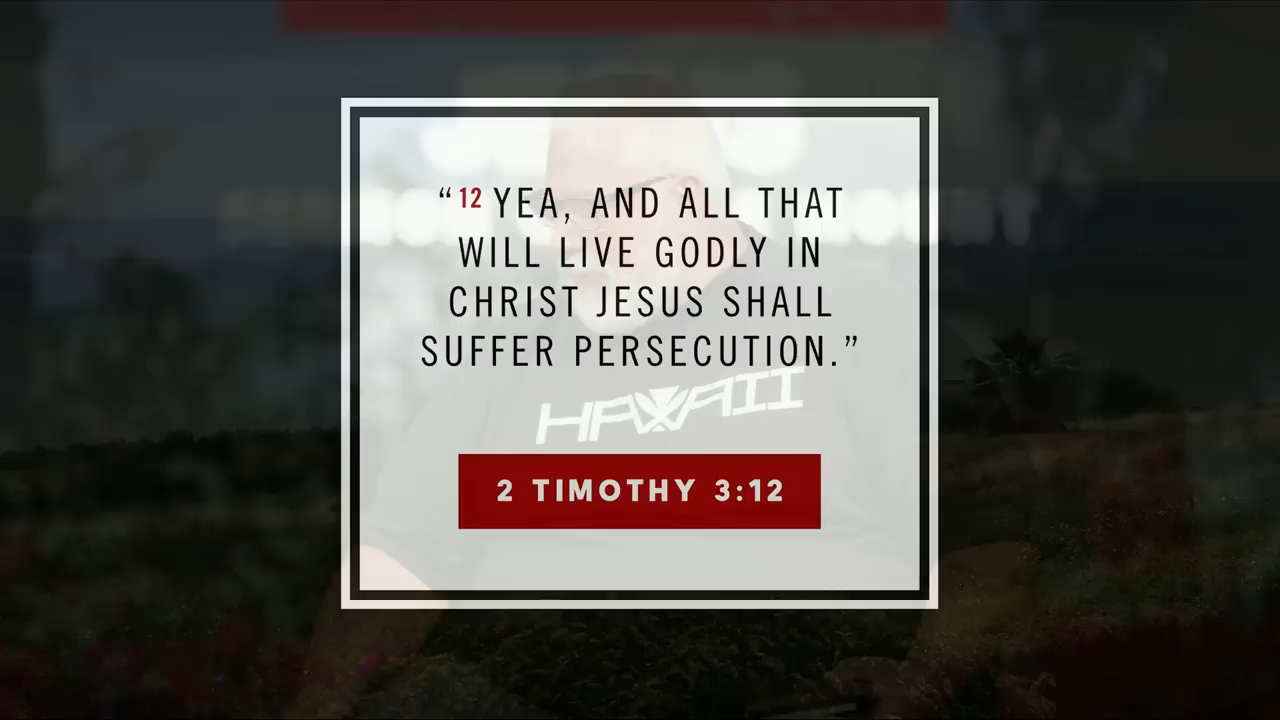 “12 YEA, AND ALL THAT
WILL LIVE GODLY IN
CHRIST JESUS SHALL
SUFFER PERSECUTION.”
HAWAII
2 TIMOTHY 3:12